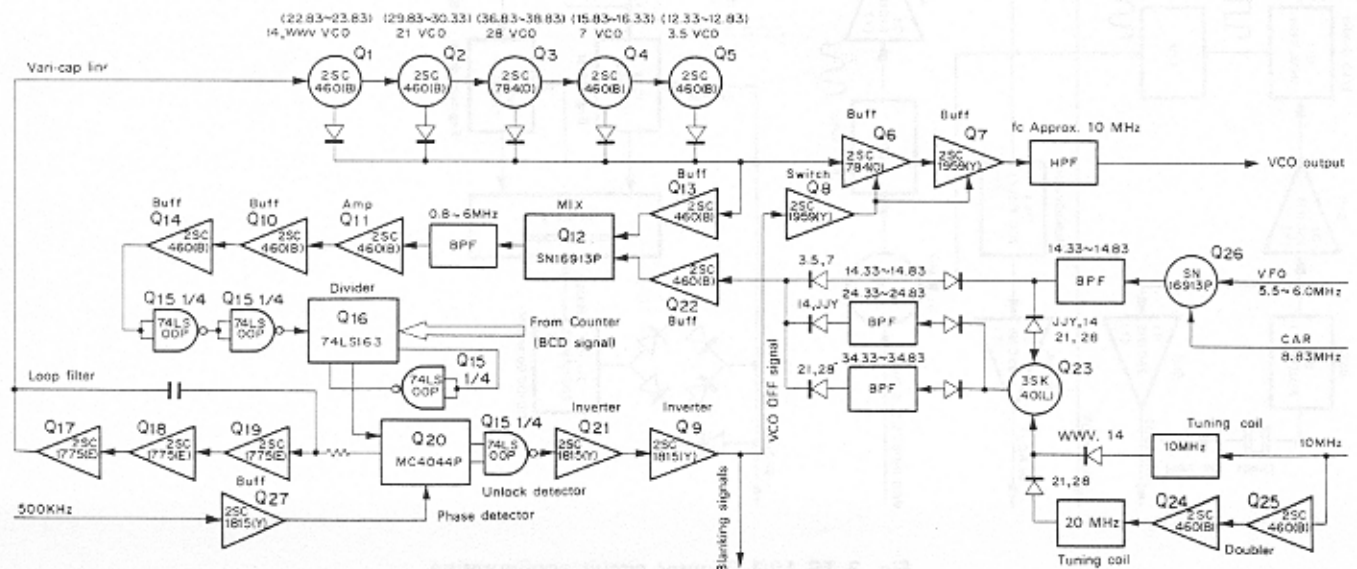 (22.83~23.83) (29.83~30.33) (36.83~38.83) (15.83~16.33) (12.33~12.83)
14,WWV VCO 21 VCO 28 VCO 7 VCO 3.5 VCO
Q1 Q2 Q3 Q4 Q5
Vari-cap line
2SC 460(B)
2SC 460(B)
2SC 784(O)
2SC 460(B)
2SC 460(B)
Buff Q6
2SC 784(O)
Buff Q7
2SC 1959(Y)
fc Approx. 10 MHz
HPF
VCO output
Switch Q8
2SC 1959(Y)
Buff Q13
2SC 460(B)
Buff Q14
2SC 460(B)
Buff Q10
2SC 460(B)
Amp Q11
2SC 460(B)
0.8~6MHz
BPF
MIX
Q12
SN16913P
2SC 460(B)
Q22
Buff
3.5,7
14.33~14.83
14.33~14.83
BPF
Q26
SN 16913P
VFO
5.5~6.0MHz
CAR
8.83MHz
14,JJY
24.33~24.83
BPF
JJY,14
21,28
21,28
34.33~34.83
BPF
Q23
3SK 40(L)
Q15 1/4
74LS 00P
Q15 1/4
74LS 00P
Divider
Q16
74LS163
From Counter
(BCD signal)
Q15
1/4
74LS 00P
VCO OFF signal
Loop filter
Q17
2SC 1775(E)
Q18
2SC 1775(E)
Q19
2SC 1775(E)
Q20
MC4044P
Q15 1/4
74LS 00P
Inverter
Q21
2SC 1815(Y)
Inverter
Q9
2SC 1815(Y)
Unlock detector
Phase detector
500KHz
Buff
Q27
2SC 1815(Y)
Blanking signals
WWV, 14
Tuning coil
10MHz
10MHz
21,28
20 MHz
Tuning coil
Q24
2SC 460(B)
Q25
2SC 460(B)
Doubler